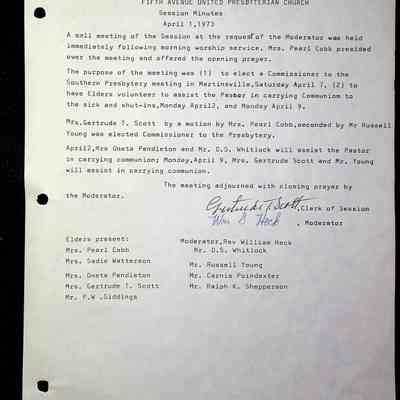 FIFTH AVENUE UNITED PRESBYTERIAN CHURCH
Session Minutes
April 1,1973
A call meeting of the Session at the request of the Moderator was held
immediately following morning worship service. Mrs. Pearl Cobb presided
over the meeting and offered the opening prayer.
The purpose of the meeting was (1) to elect a Commissioner to the
Southern Presbytery meeting in Martinsville,Saturday April 7, (2) to
have Elders volunteer to assist the Pastor in carrying Communion to
the sick and shut-ins,Monday April2, and Monday April 9.
Mrs.Gertrude T. Scott by a motion by Mrs. Pearl Cobb,seconded by Mr Russell
Young was elected Commissioner to the Presbytery.
April2,Mrs Oneta Pendleton and Mr. O.S. Whitlock will assist the Pastor
in carrying communion; Monday,April 9, Mrs. Gertrude Scott and Mr. Young
will assist in carrying communion.
The meeting adjourned with closing prayer by
the Moderator.
Gertrude T. Scott,Clerk of Session
Wm G. Heck , Moderator
Elders present: Moderator,Rev William Heck
Mrs. Pearl Cobb Mr. O.S. Whitlock
Mrs. Sadie Watterson
Mr. Russell Young
Mrs. Oneta Pendleton Mr. Carnis Poindexter
Mrs. Gertrude T. Scott Mr. Ralph K. Shepperson
Mr. P.W .Giddings